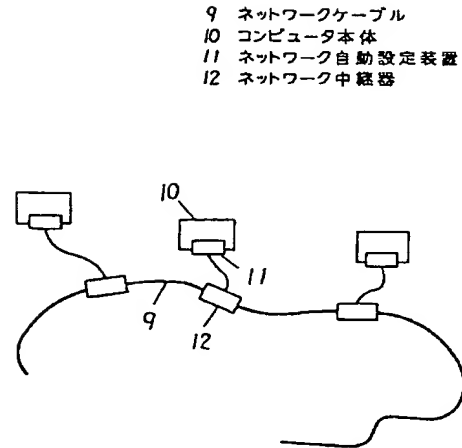 9 ネットワークケーブル
10 コンピュータ本体
11 ネットワーク自動設定装置
12 ネットワーク中継器
10
11
9
12